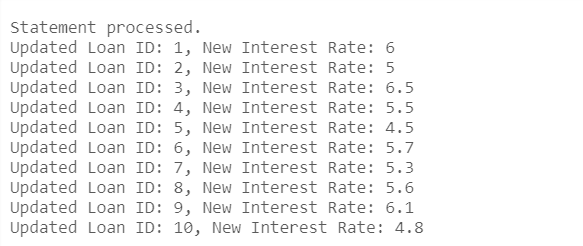 Statement processed.
Updated Loan ID: 1, New Interest Rate: 6
Updated Loan ID: 2, New Interest Rate: 5
Updated Loan ID: 3, New Interest Rate: 6.5
Updated Loan ID: 4, New Interest Rate: 5.5
Updated Loan ID: 5, New Interest Rate: 4.5
Updated Loan ID: 6, New Interest Rate: 5.7
Updated Loan ID: 7, New Interest Rate: 5.3
Updated Loan ID: 8, New Interest Rate: 5.6
Updated Loan ID: 9, New Interest Rate: 6.1
Updated Loan ID: 10, New Interest Rate: 4.8